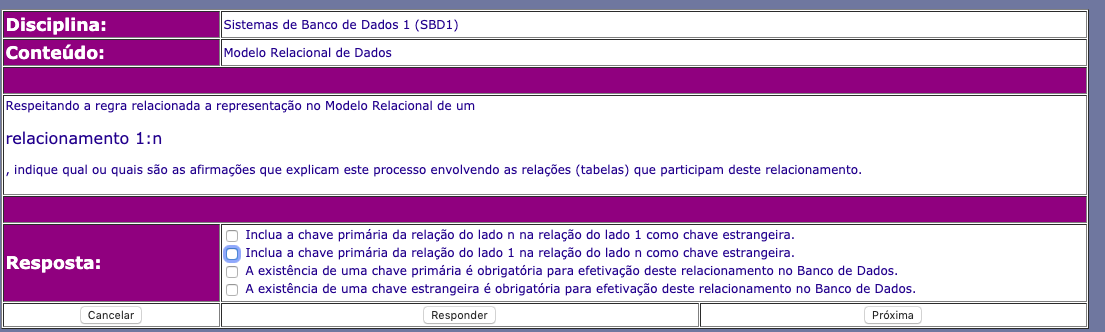 Disciplina: Sistemas de Banco de Dados 1 (SBD1)
Conteúdo: Modelo Relacional de Dados
Respeitando a regra relacionada a representação no Modelo Relacional de um
relacionamento 1:n
, indique qual ou quais são as afirmações que explicam este processo envolvendo as relações (tabelas) que participam deste relacionamento.
Resposta:
Inclua a chave primária da relação do lado n na relação do lado 1 como chave estrangeira.
Inclua a chave primária da relação do lado 1 na relação do lado n como chave estrangeira.
A existência de uma chave primária é obrigatória para efetivação deste relacionamento no Banco de Dados.
A existência de uma chave estrangeira é obrigatória para efetivação deste relacionamento no Banco de Dados.
Cancelar Responder Próxima